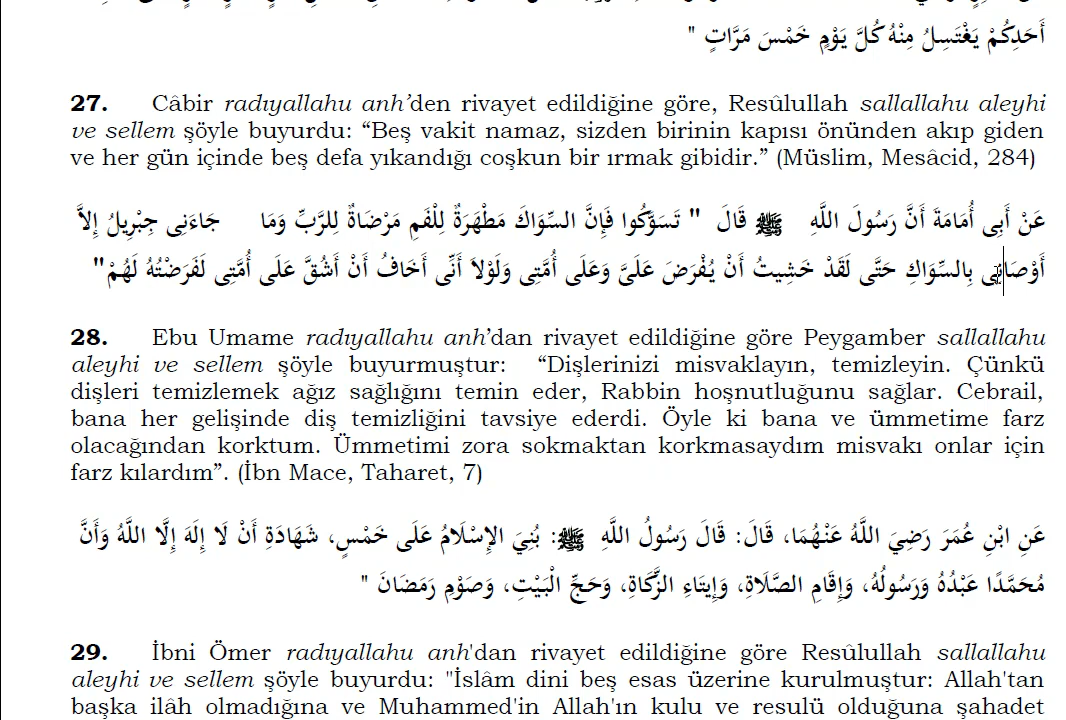 أَحَدِكُمْ يَغْتَسِلُ مِنْهُ كُلَّ يَوْمٍ خَمْسَ مَرَّاتٍ "
27. Câbir radıyallahu anh’den rivayet edildiğine göre, Resûlullah sallallahu aleyhi
ve sellem şöyle buyurdu: “Beş vakit namaz, sizden birinin kapısı önünden akıp giden
ve her gün içinde beş defa yıkandığı coşkun bir ırmak gibidir.” (Müslim, Mesâcid, 284)
عَنْ أَبِى أُمَامَةَ أَنَّ رَسُولَ اللَّهِ ﷺ قَالَ " تَسَوَّكُوا فَإِنَّ السِّوَاكَ مَطْهَرَةٌ لِلْفَمِ مَرْضَاةٌ لِلرَّبِّ وَمَا جَاءَنِى جِبْرِيلُ إِلاَّ
أَوْصَانِى بِالسِّوَاكِ حَتَّى لَقَدْ خَشِيتُ أَنْ يُفْرَضَ عَلَىَّ وَعَلَى أُمَّتِى وَلَوْلاَ أَنِّى أَخَافُ أَنْ أَشُقَّ عَلَى أُمَّتِى لَفَرَضْتُهُ لَهُمْ"
28. Ebu Umame radıyallahu anh’dan rivayet edildiğine göre Peygamber sallallahu
aleyhi ve sellem şöyle buyurmuştur: “Dişlerinizi misvaklayın, temizleyin. Çünkü
dişleri temizlemek ağız sağlığını temin eder, Rabbin hoşnutluğunu sağlar. Cebrail,
bana her gelişinde diş temizliğini tavsiye ederdi. Öyle ki bana ve ümmetime farz
olacağından korktum. Ümmetimi zora sokmaktan korkmasaydım misvakı onlar için
farz kılardım”. (İbn Mace, Taharet, 7)
عَنِ ابْنِ عُمَرَ رَضِيَ اللَّهُ عَنْهُمَا، قَالَ: قَالَ رَسُولُ اللَّهِ ﷺ: بُنِيَ الإِسْلَامُ عَلَى خَمْسٍ، شَهَادَةِ أَنْ لَا إِلَهَ إِلَّا اللَّهُ وَأَنَّ
مُحَمَّدًا عَبْدُهُ وَرَسُولُهُ، وَإِقَامِ الصَّلَاةِ، وَإِيتَاءِ الزَّكَاةِ، وَحَجِّ الْبَيْتِ، وَصَوْمِ رَمَضَانَ "
29. İbni Ömer radıyallahu anh'dan rivayet edildiğine göre Resûlullah sallallahu
aleyhi ve sellem şöyle buyurdu: "İslâm dini beş esas üzerine kurulmuştur: Allah'tan
başka ilâh olmadığına ve Muhammed'in Allah'ın kulu ve resulü olduğuna şahadet